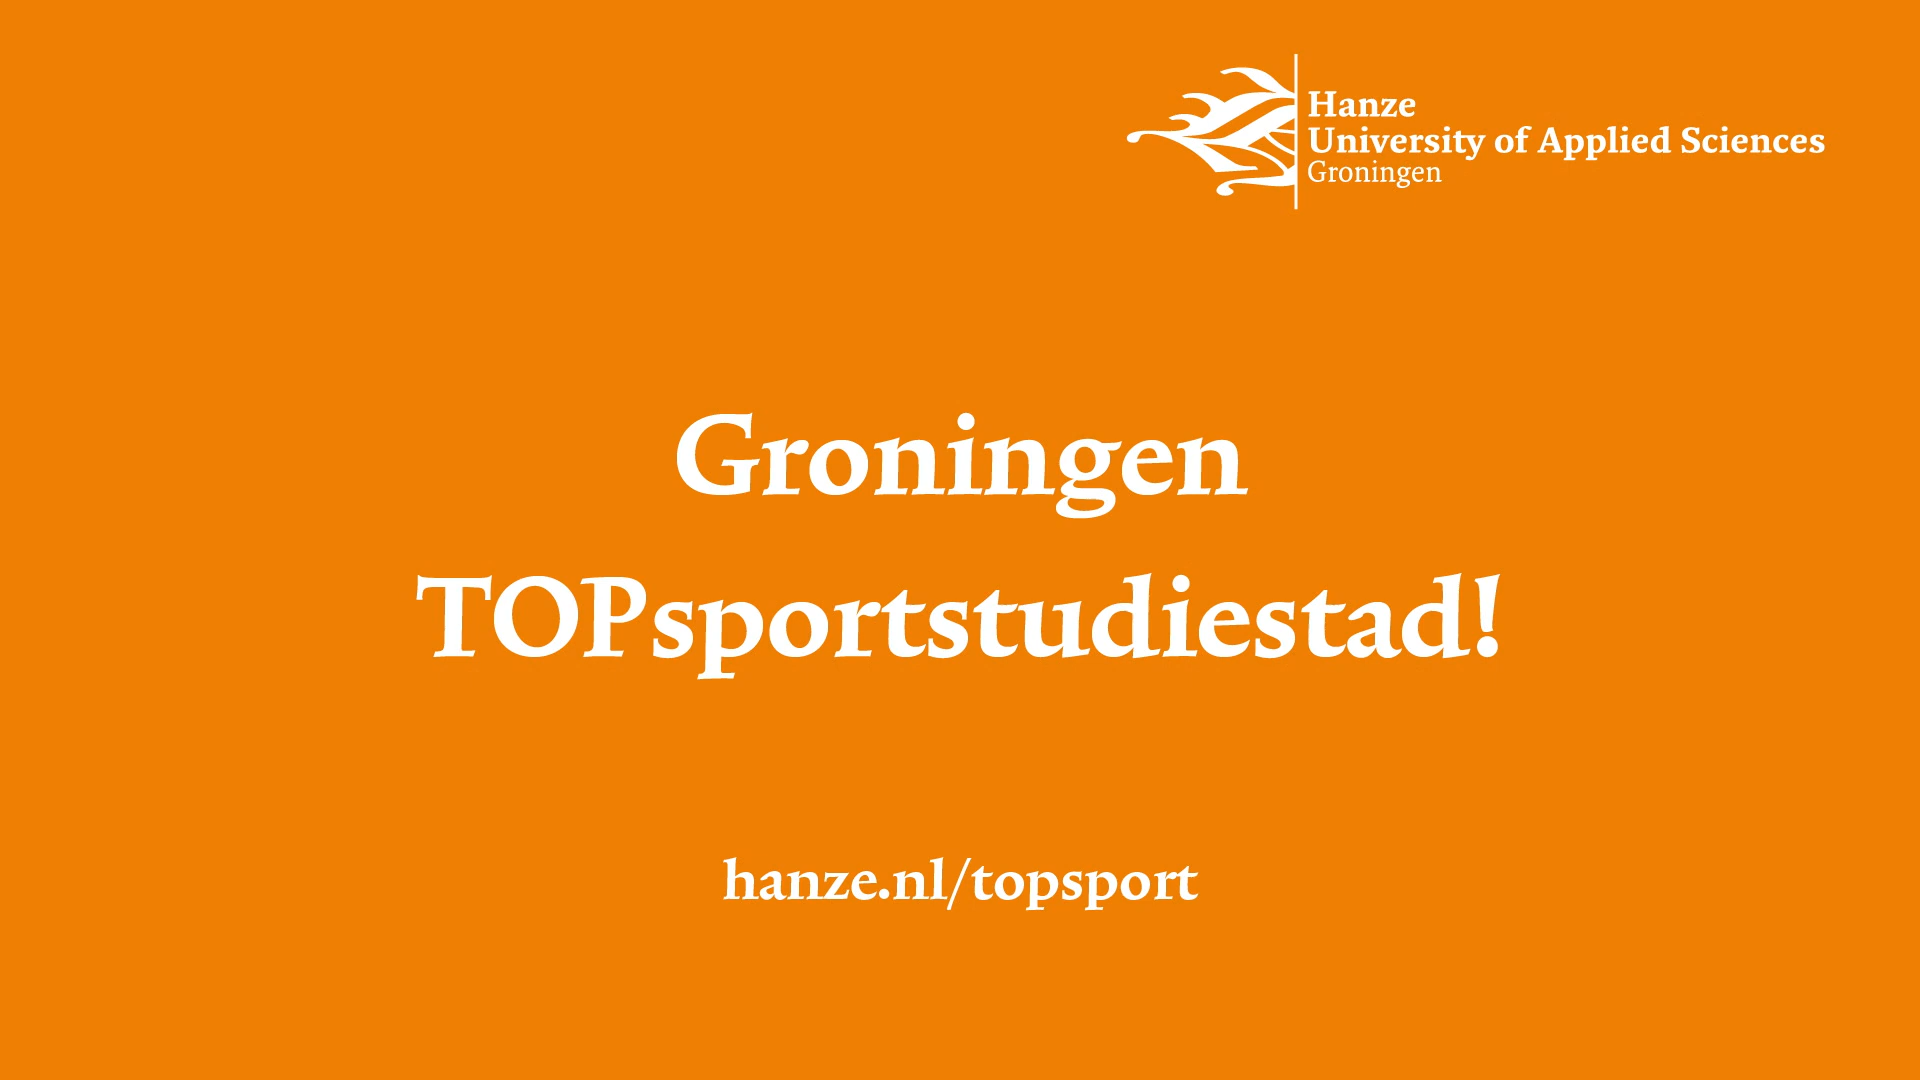 Hanze
University of Applied Sciences
Groningen
Groningen
TOPsportstudiestad!
hanze.nl/topsport